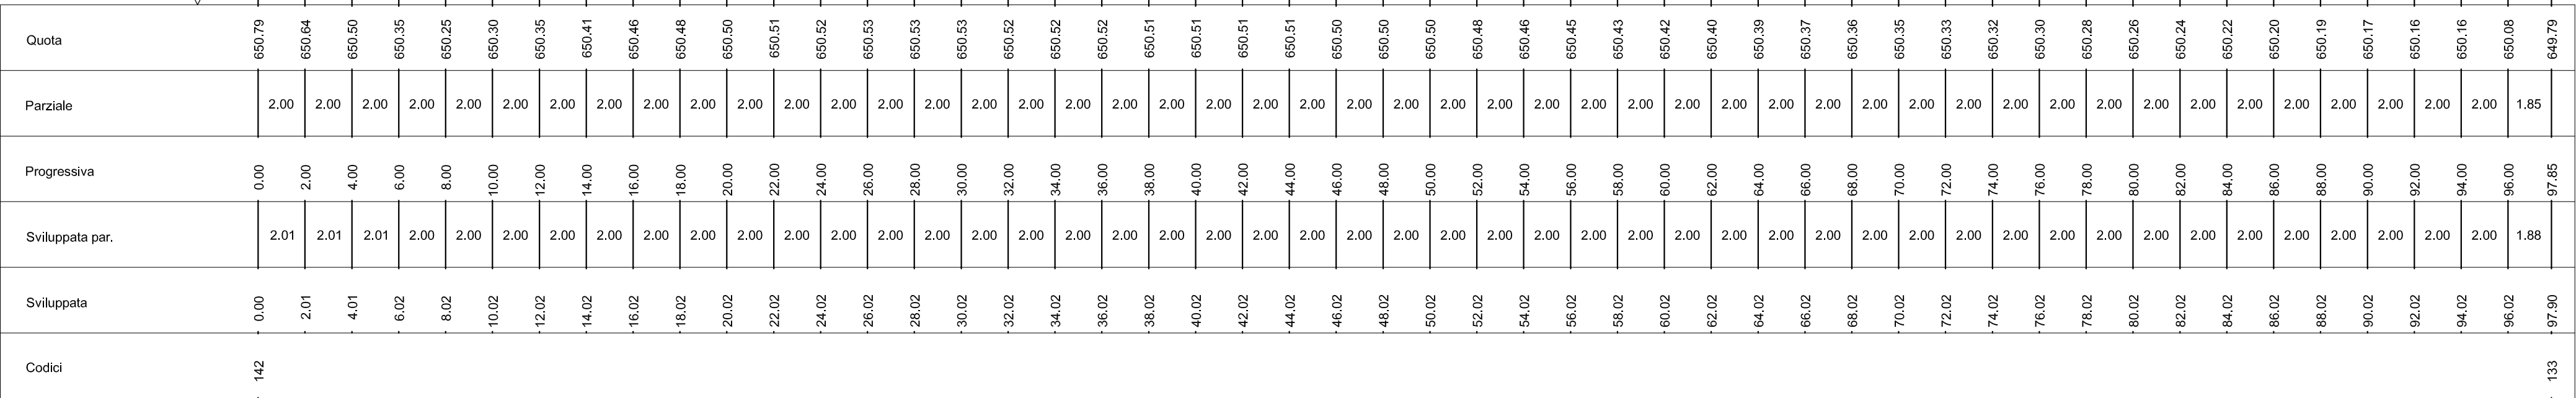 Quota 650.79 650.64 650.50 650.35 650.25 650.30 650.35 650.41 650.46 650.48 650.50 650.51 650.52 650.53 650.53 650.53 650.52 650.52 650.52 650.51 650.51 650.51 650.51 650.50 650.50 650.50 650.48 650.46 650.45 650.43 650.42 650.40 650.39 650.37 650.36 650.35 650.33 650.32 650.30 650.28 650.26 650.24 650.22 650.20 650.19 650.17 650.16 650.16 650.08 649.79
Parziale 2.00 2.00 2.00 2.00 2.00 2.00 2.00 2.00 2.00 2.00 2.00 2.00 2.00 2.00 2.00 2.00 2.00 2.00 2.00 2.00 2.00 2.00 2.00 2.00 2.00 2.00 2.00 2.00 2.00 2.00 2.00 2.00 2.00 2.00 2.00 2.00 2.00 2.00 2.00 2.00 2.00 2.00 2.00 2.00 2.00 2.00 2.00 2.00 1.85
Progressiva 0.00 2.00 4.00 6.00 8.00 10.00 12.00 14.00 16.00 18.00 20.00 22.00 24.00 26.00 28.00 30.00 32.00 34.00 36.00 38.00 40.00 42.00 44.00 46.00 48.00 50.00 52.00 54.00 56.00 58.00 60.00 62.00 64.00 66.00 68.00 70.00 72.00 74.00 76.00 78.00 80.00 82.00 84.00 86.00 88.00 90.00 92.00 94.00 96.00 97.85
Sviluppata par. 2.01 2.01 2.01 2.00 2.00 2.00 2.00 2.00 2.00 2.00 2.00 2.00 2.00 2.00 2.00 2.00 2.00 2.00 2.00 2.00 2.00 2.00 2.00 2.00 2.00 2.00 2.00 2.00 2.00 2.00 2.00 2.00 2.00 2.00 2.00 2.00 2.00 2.00 2.00 2.00 2.00 2.00 2.00 2.00 2.00 2.00 2.00 2.00 1.88
Sviluppata 0.00 2.01 4.01 6.02 8.02 10.02 12.02 14.02 16.02 18.02 20.02 22.02 24.02 26.02 28.02 30.02 32.02 34.02 36.02 38.02 40.02 42.02 44.02 46.02 48.02 50.02 52.02 54.02 56.02 58.02 60.02 62.02 64.02 66.02 68.02 70.02 72.02 74.02 76.02 78.02 80.02 82.02 84.02 86.02 88.02 90.02 92.02 94.02 96.02 97.90
Codici 142 133